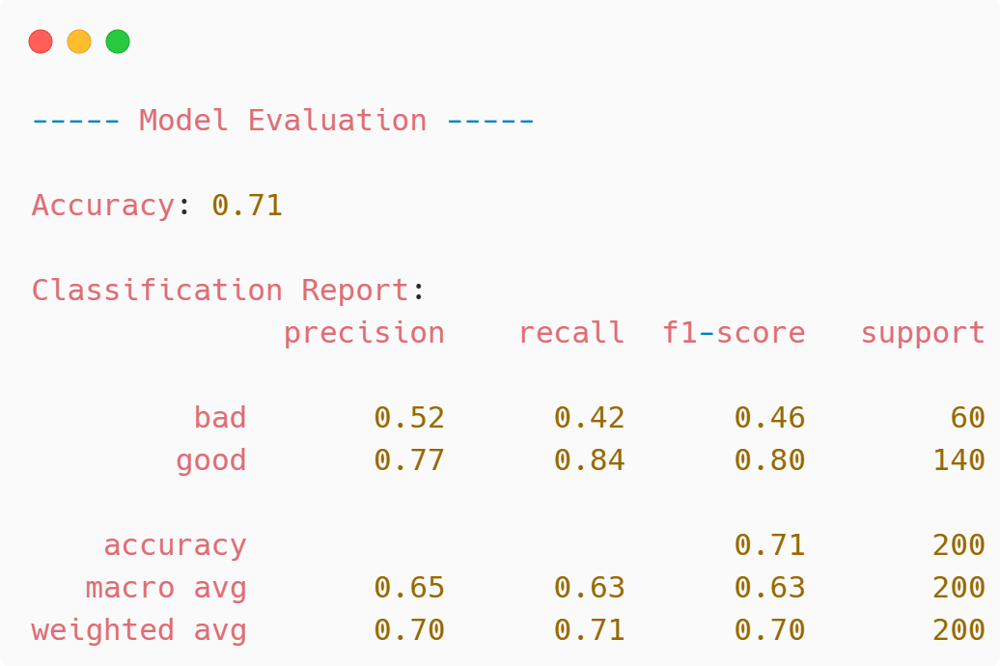 ----- Model Evaluation -----
Accuracy: 0.71
Classification Report:
precision recall f1-score support
bad 0.52 0.42 0.46 60
good 0.77 0.84 0.80 140
accuracy 0.71 200
macro avg 0.65 0.63 0.63 200
weighted avg 0.70 0.71 0.70 200